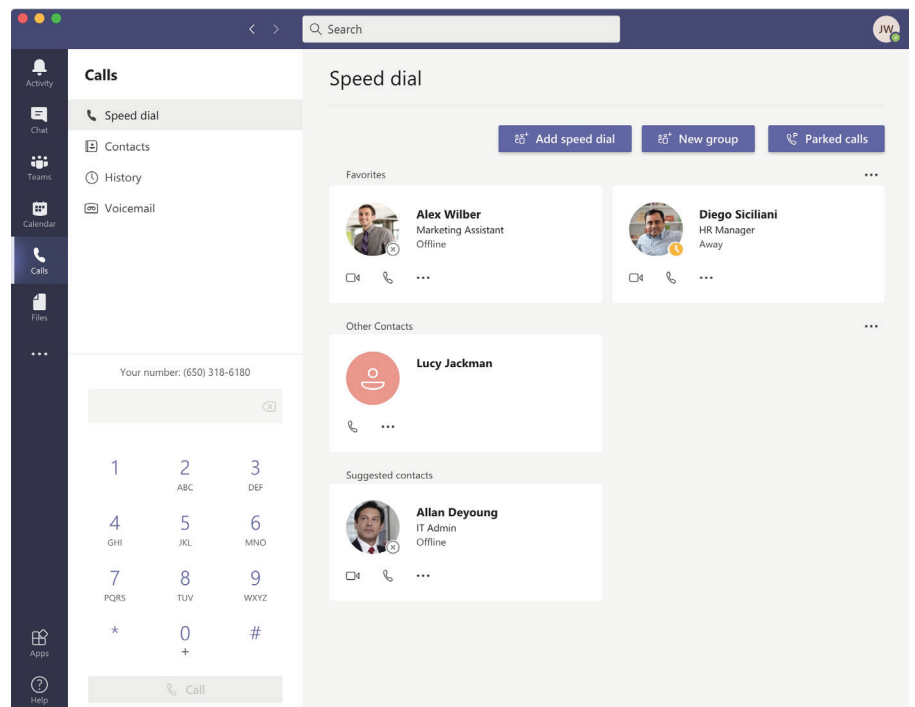 Search
JW
Activity
Chat
Teams
Calendar
Calls
Files
Apps
Help
Calls
Speed dial
Contacts
History
Voicemail
Your number: (650) 318-6180
1
2
ABC
3
DEF
4
GHI
5
JKL
6
MNO
7
PQRS
8
TUV
9
WXYZ
*
0
+
#
Call
Speed dial
Add speed dial
New group
Parked calls
Favorites
Alex Wilber
Marketing Assistant
Offline
Diego Siciliani
HR Manager
Away
Other Contacts
Lucy Jackman
Suggested contacts
Allan Deyoung
IT Admin
Offline